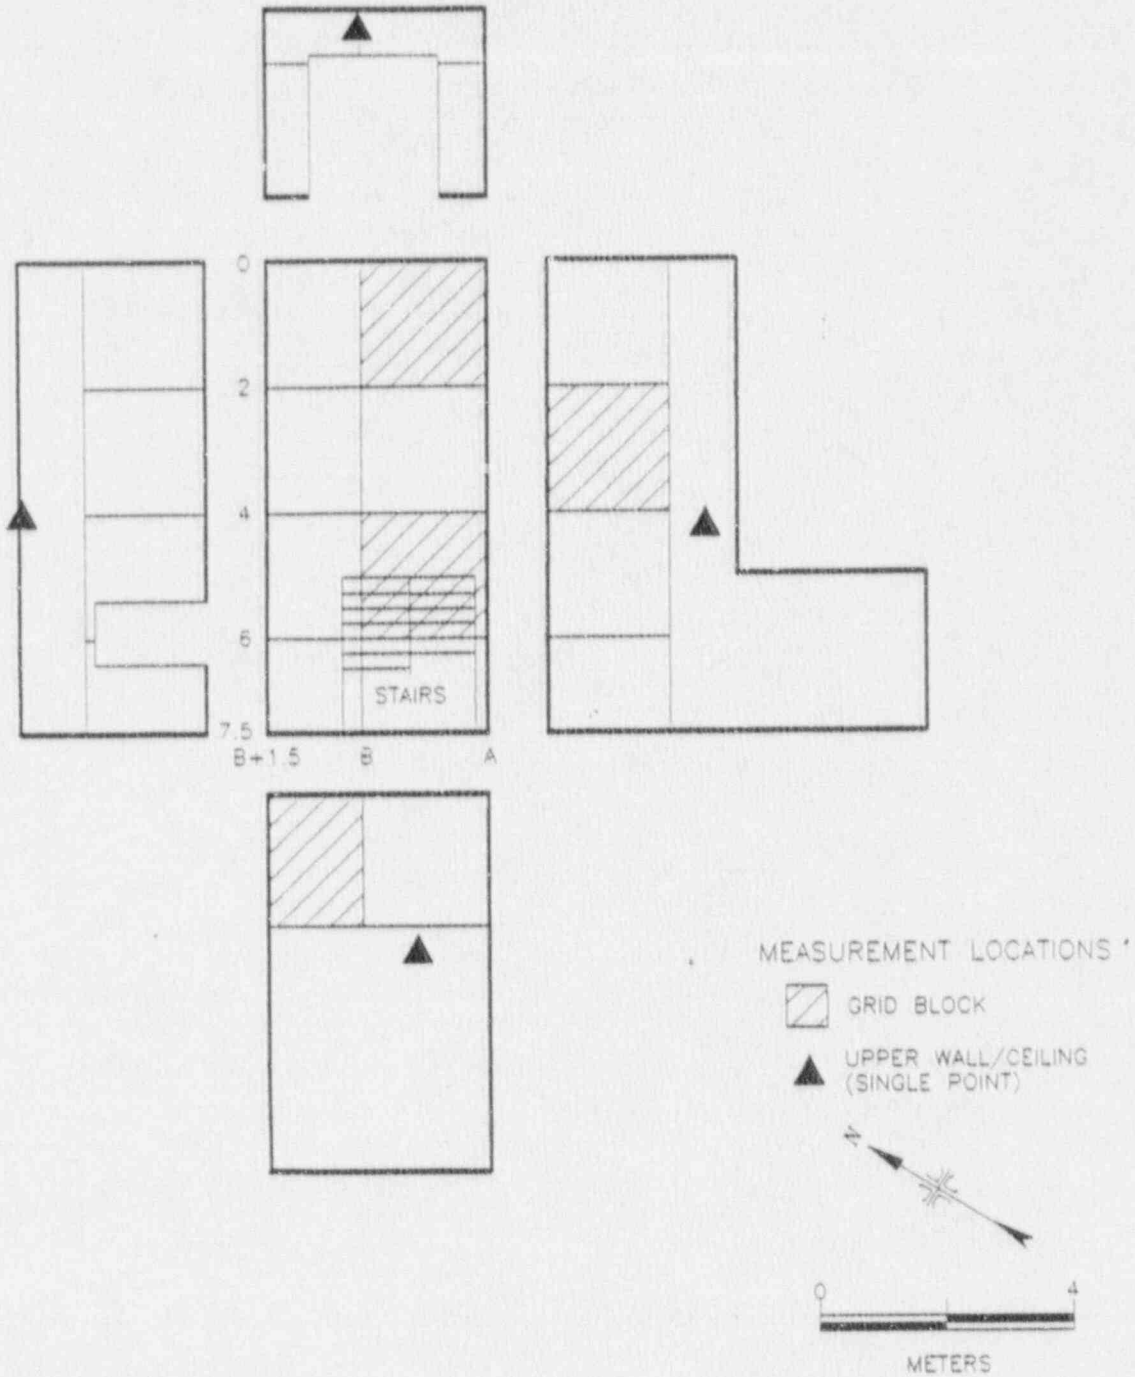 0
2
4
6
STAIRS
7.5
B+1.5 B A
MEASUREMENT LOCATIONS
GRID BLOCK
UPPER WALL/CEILING
(SINGLE POINT)
N
0 4
METERS